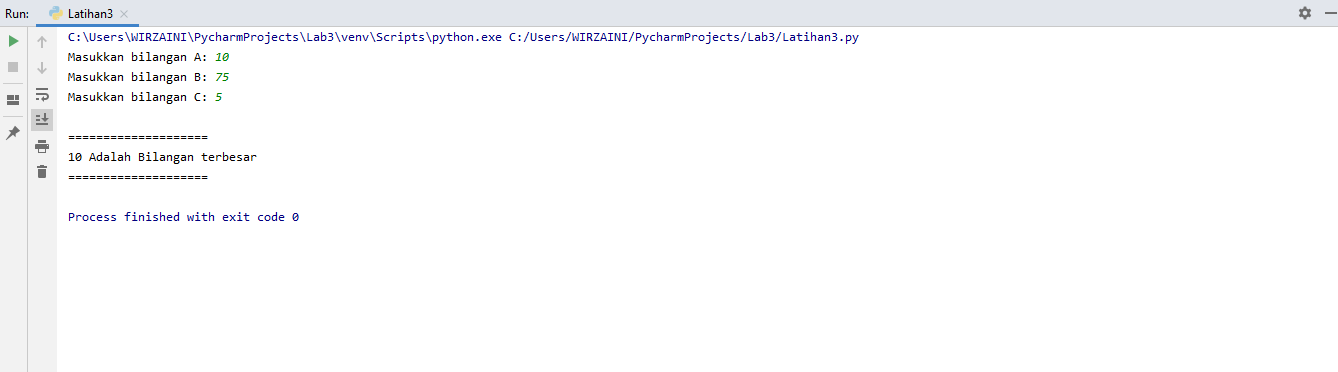 Run: Latihan3
C:\Users\WIRZAINI\PycharmProjects\Lab3\venv\Scripts\python.exe C:/Users/WIRZAINI/PycharmProjects/Lab3/Latihan3.py
Masukkan bilangan A: 10
Masukkan bilangan B: 75
Masukkan bilangan C: 5
====================
10 Adalah Bilangan terbesar
====================
Process finished with exit code 0